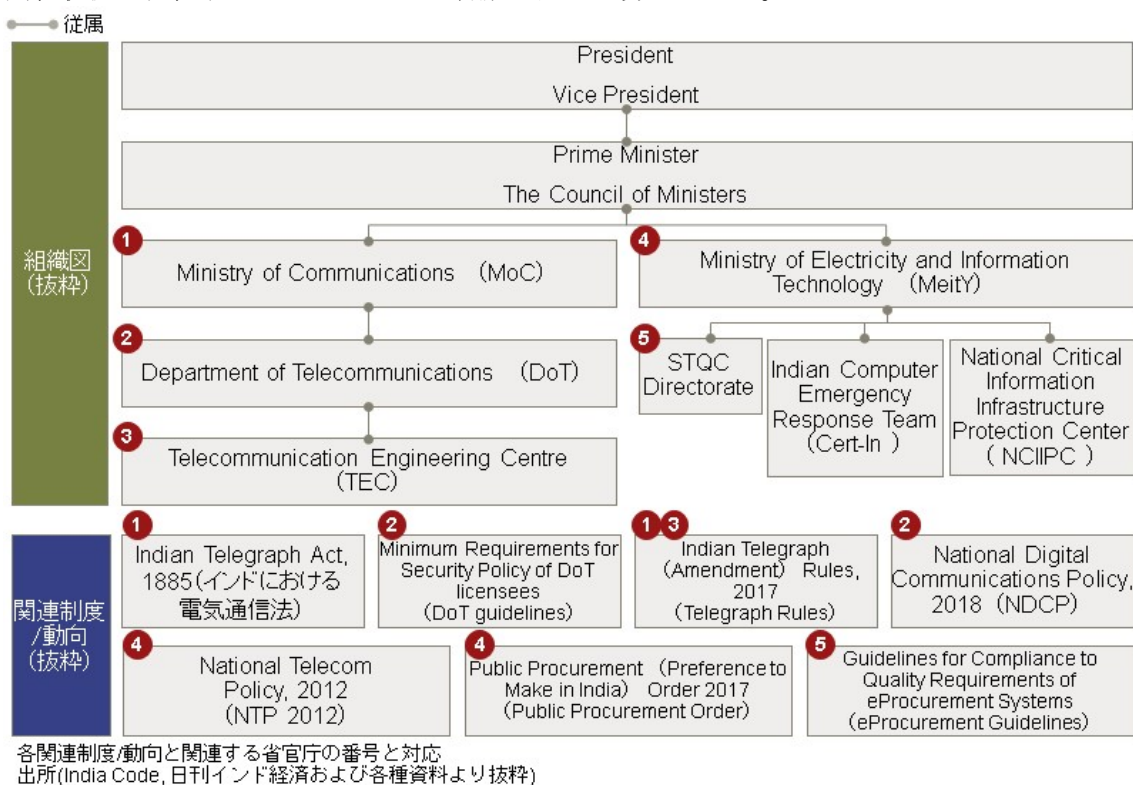 従属
組織図
(抜粋)
President
Vice President
Prime Minister
The Council of Ministers
1
Ministry of Communications (MoC)
4
Ministry of Electricity and Information
Technology (MeitY)
2
Department of Telecommunications (DoT)
5
STQC
Directorate
Indian Computer
Emergency
Response Team
(Cert-In )
National Critical
Information
Infrastructure
Protection Center
( NCIIPC )
3
Telecommunication Engineering Centre
(TEC)
関連制度
/動向
(抜粋)
1
Indian Telegraph Act,
1885(インドにおける
電気通信法)
2
Minimum Requirements for
Security Policy of DoT
licensees
(DoT guidelines)
1 3
Indian Telegraph
(Amendment) Rules,
2017
(Telegraph Rules)
2
National Digital
Communications Policy,
2018 (NDCP)
4
National Telecom
Policy, 2012
(NTP 2012)
4
Public Procurement (Preference to
Make in India) Order 2017
(Public Procurement Order)
5
Guidelines for Compliance to
Quality Requirements of
eProcurement Systems
(eProcurement Guidelines)
各関連制度/動向と関連する省官庁の番号と対応
出所(India Code, 日刊インド経済および各種資料より抜粋)